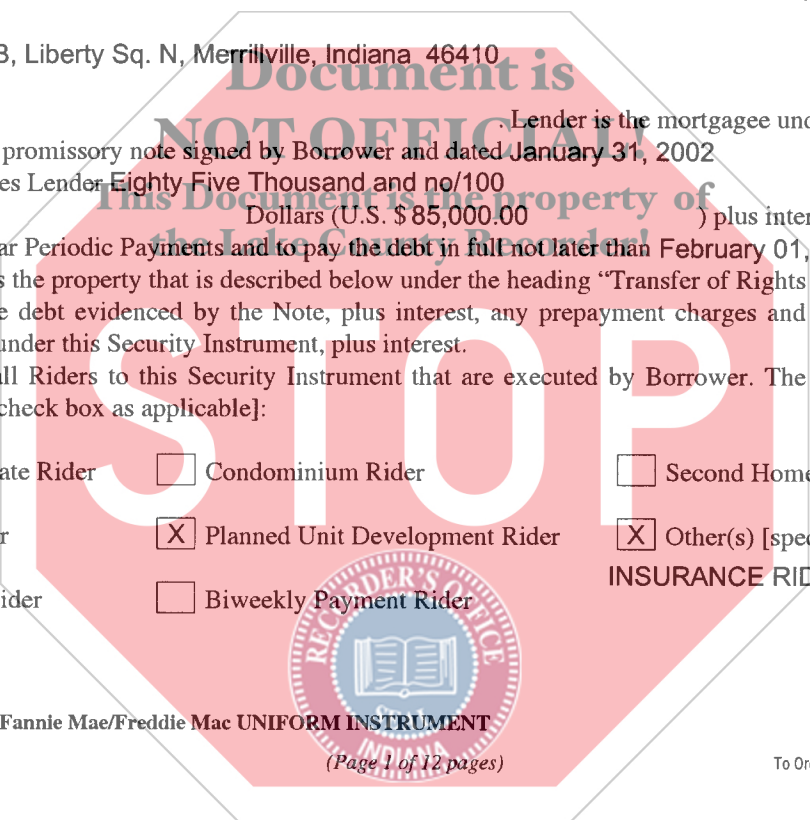 3, Liberty Sq. N, Merrillville, Indiana 46410
Document is
. Lender is the mortgagee und
NOT OFFICIAL!
promissory note signed by Borrower and dated January 31, 2002
es Lender Eighty Five Thousand and no/100
This Document is the property of
Dollars (U.S. $ 85,000.00 ) plus inter
ar Periodic Payments and to pay the debt in full not later than February 01,
the Lake County Recorder!
s the property that is described below under the heading “Transfer of Rights
e debt evidenced by the Note, plus interest, any prepayment charges and
under this Security Instrument, plus interest.
all Riders to this Security Instrument that are executed by Borrower. The
check box as applicable]:
STOP
ate Rider Condominium Rider Second Home
r X Planned Unit Development Rider X Other(s) [spec
INSURANCE RID
ider Biweekly Payment Rider
RECORDER'S OFFICE
SEAL
INDIANA
Fannie Mae/Freddie Mac UNIFORM INSTRUMENT
(Page 1 of 12 pages)
To Or